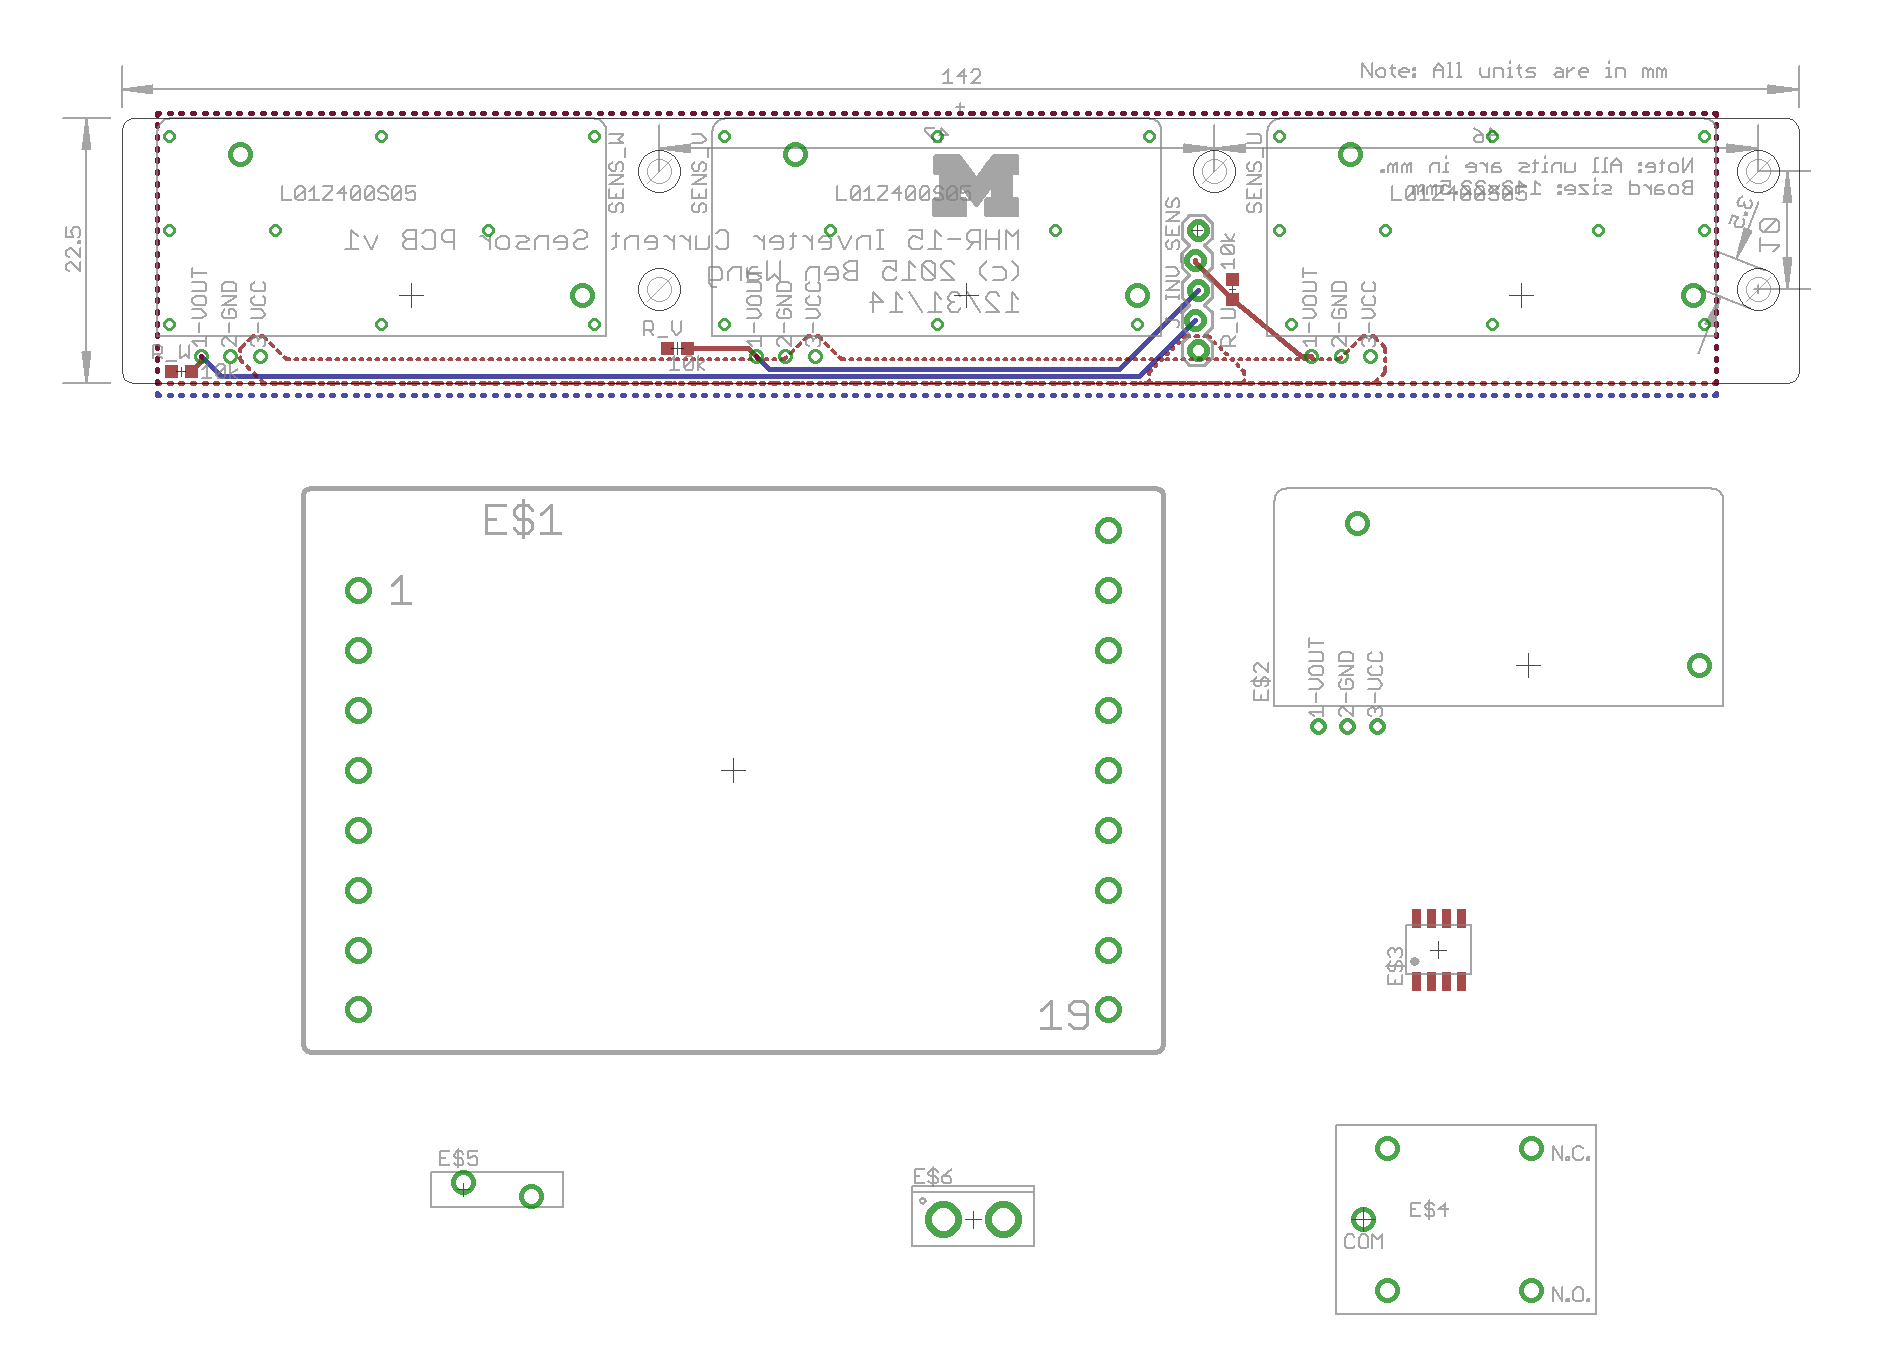 142
Note: All units are in mm
22.5
47
46
SENS_W
SENS_V
SENS_U
L01Z400S05
L01Z400S05
L01Z400S05
Note: All units are in mm.
Board size: 142x22.5mm
3.5
10
MHR-15 Inverter Current Sensor PCB v1
(c) 2015 Ben Wang
12/31/14
INV_SENS
10k
R_U
R_V
10k
R_W
10k
1-VOUT
2-GND
3-VCC
1-VOUT
2-GND
3-VCC
1-VOUT
2-GND
3-VCC
E$1
1
19
E$2
1-VOUT
2-GND
3-VCC
E$3
E$5
E$6
E$4
N.C.
COM
N.O.